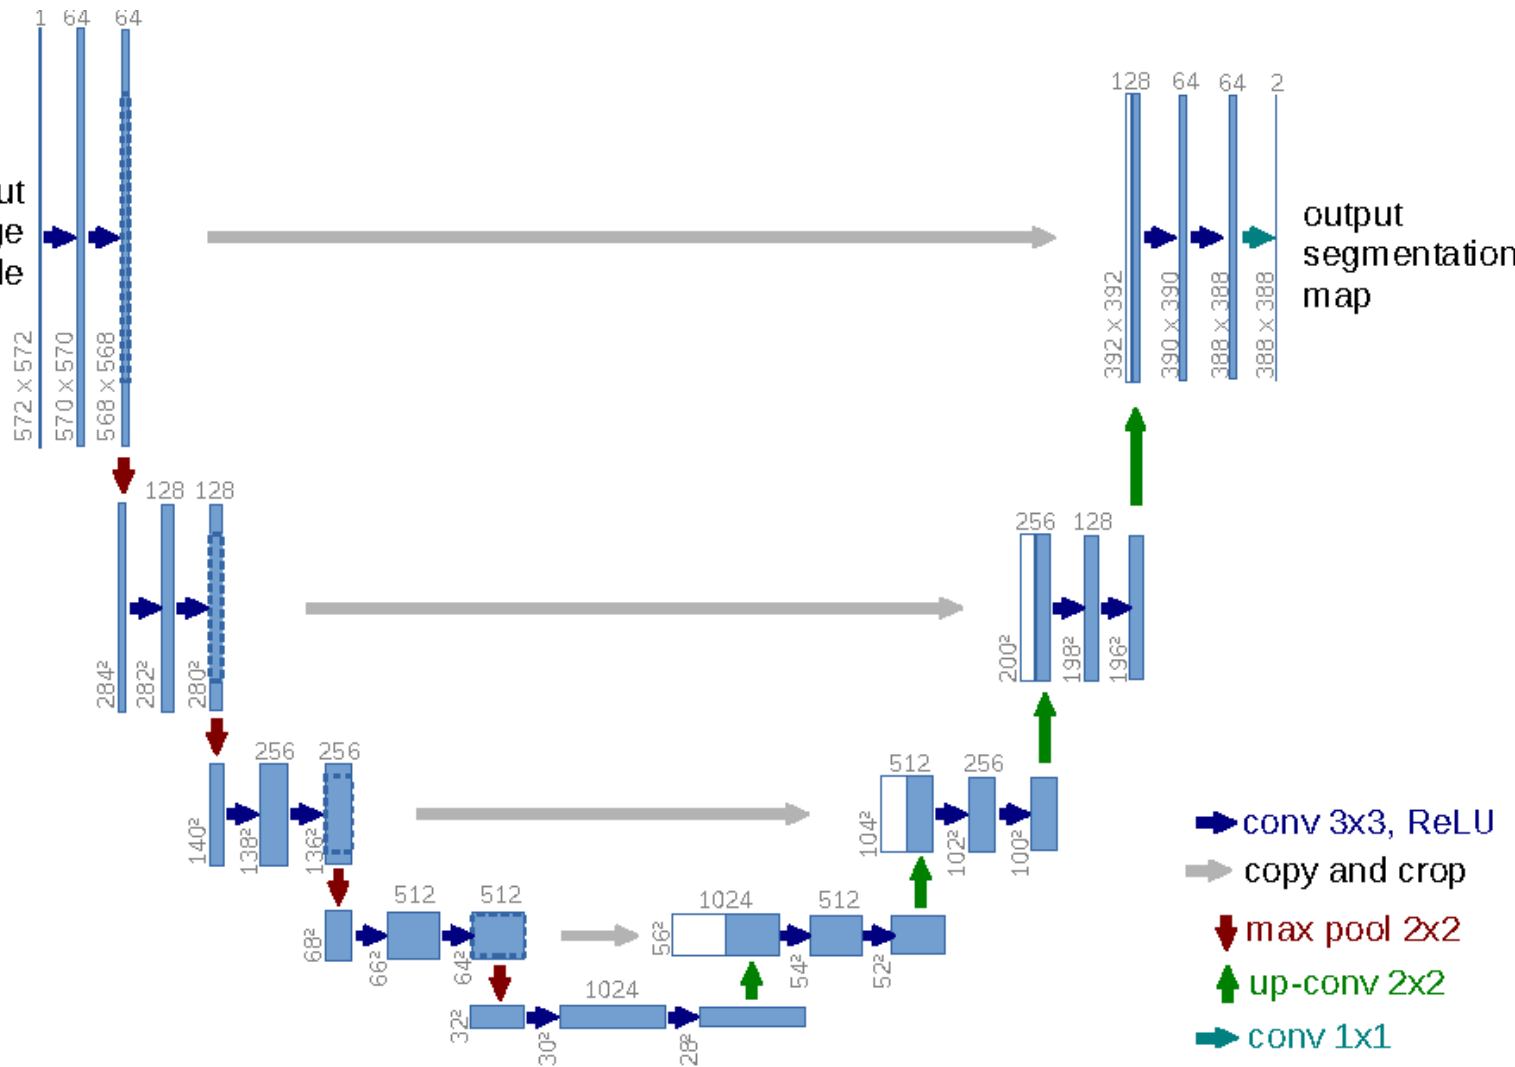 1 64 64
ut
ge
le
572 x 572
570 x 570
568 x 568
128 64 64 2
392 x 392
390 x 390
388 x 388
388 x 388
output
segmentation
map
128 128
284²
282²
280²
256 128
200²
198²
196²
256 256
140²
138²
136²
512 256
104²
102²
100²
512 512
68²
66²
64²
1024 512
56²
54²
52²
1024
32²
30²
28²
conv 3x3, ReLU
copy and crop
max pool 2x2
up-conv 2x2
conv 1x1